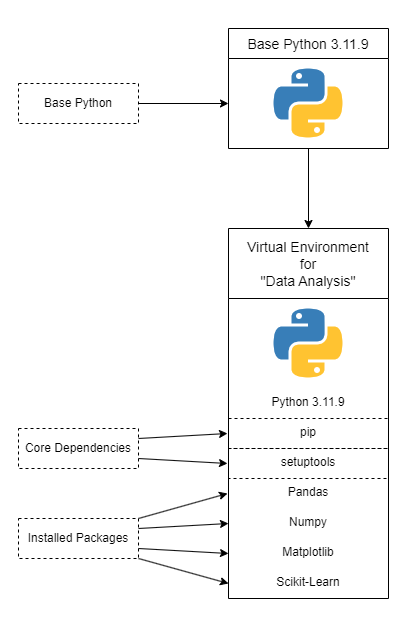 Base Python 3.11.9
Base Python
Virtual Environment
for
"Data Analysis"
Python 3.11.9
pip
Core Dependencies
setuptools
Pandas
Numpy
Installed Packages
Matplotlib
Scikit-Learn